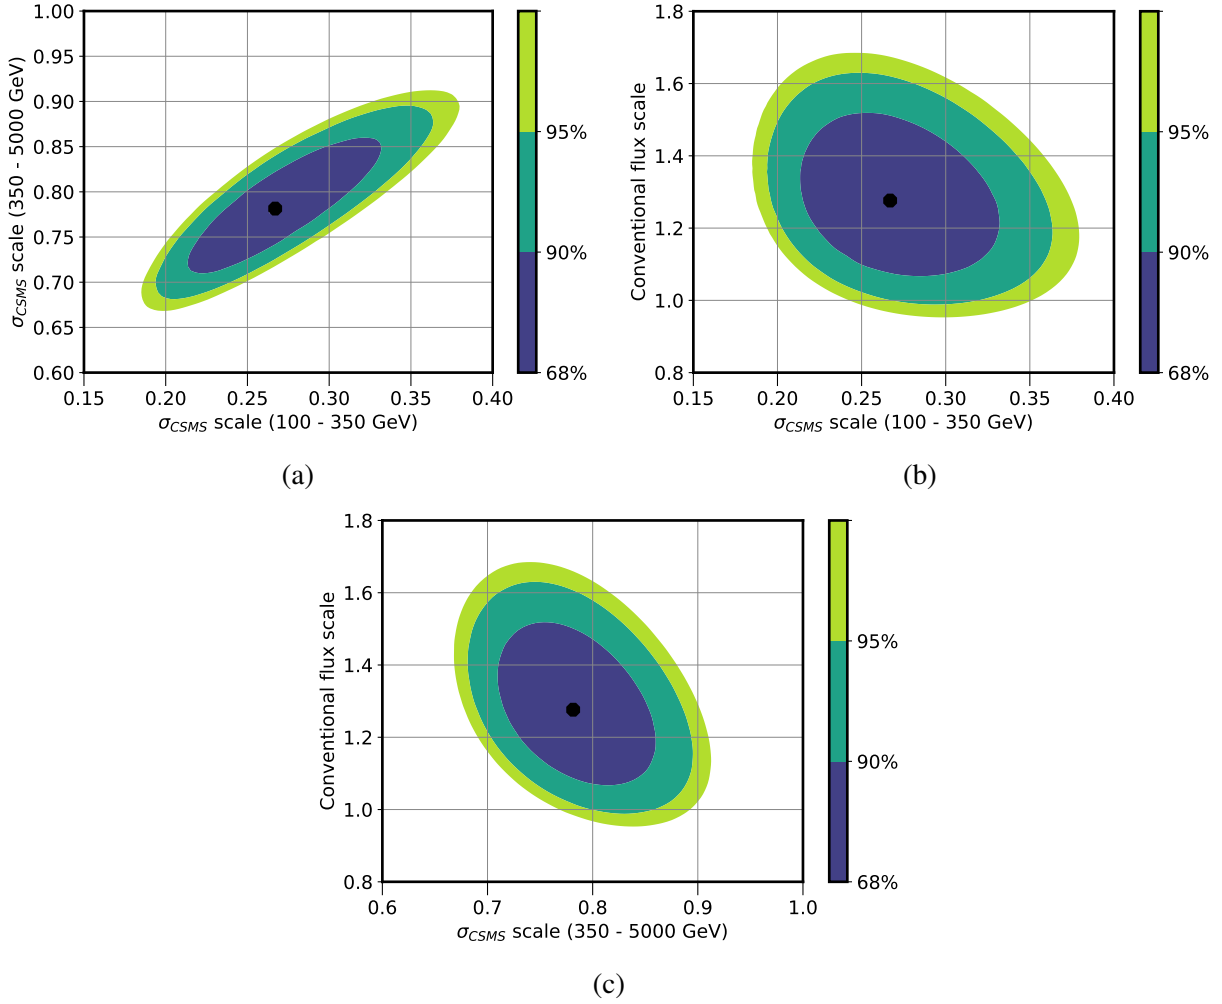 1.00
0.95
0.90
0.85
0.80
0.75
0.70
0.65
0.60
σCSMS scale (350 - 5000 GeV)
0.15 0.20 0.25 0.30 0.35 0.40
σCSMS scale (100 - 350 GeV)
95%
90%
68%
(a)
1.8
1.6
1.4
1.2
1.0
0.8
Conventional flux scale
0.15 0.20 0.25 0.30 0.35 0.40
σCSMS scale (100 - 350 GeV)
95%
90%
68%
(b)
1.8
1.6
1.4
1.2
1.0
0.8
Conventional flux scale
0.6 0.7 0.8 0.9 1.0
σCSMS scale (350 - 5000 GeV)
95%
90%
68%
(c)